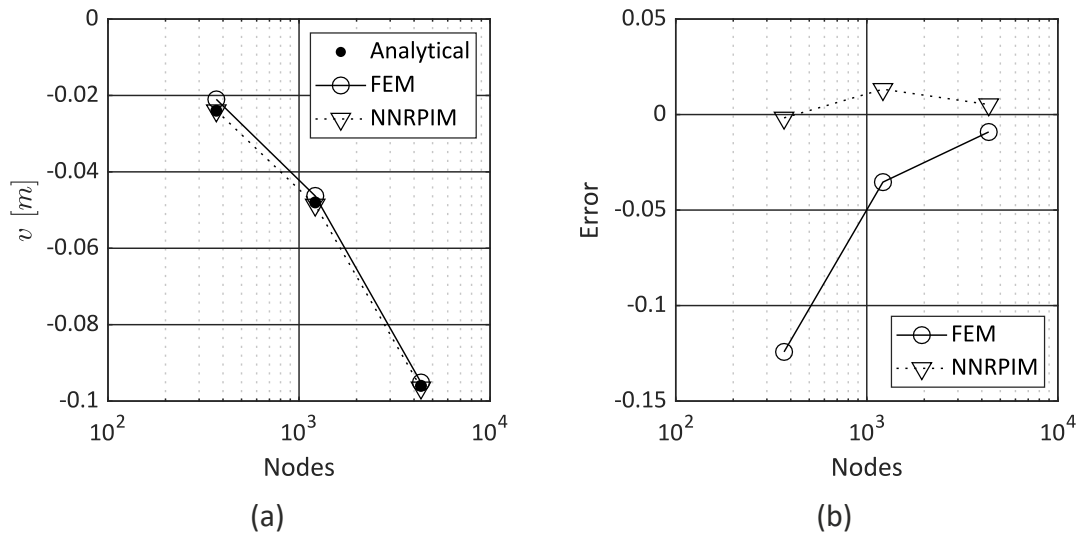 0
-0.02
-0.04
-0.06
-0.08
-0.1
v [m]
10^2
10^3
10^4
Nodes
Analytical
FEM
NNRPIM
(a)
0.05
0
-0.05
-0.1
-0.15
Error
10^2
10^3
10^4
Nodes
FEM
NNRPIM
(b)